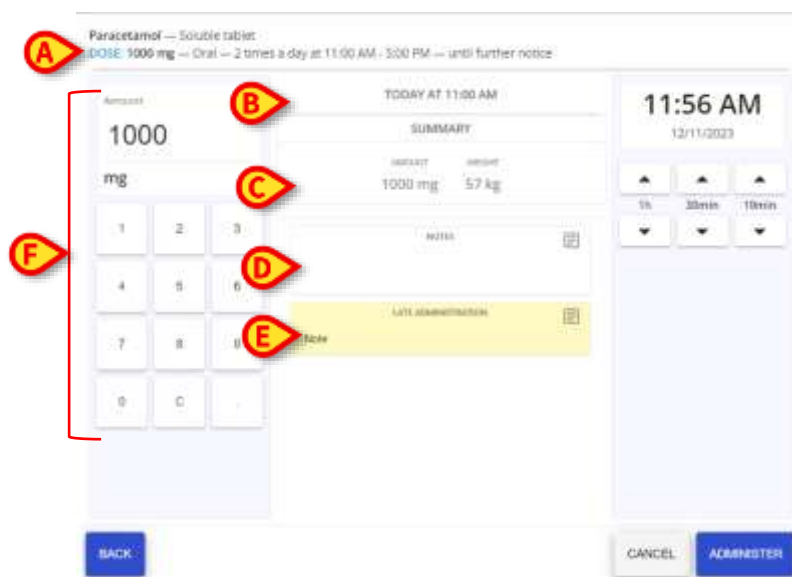 Paracetamol — Soluble tablet
A
DOSE: 1000 mg — Oral — 2 times a day at 11:00 AM - 5:00 PM — until further notice
Amount
1000
mg
1 2 3
4 5 6
7 8 9
0 C .
F
B
TODAY AT 11:00 AM
SUMMARY
C
AMOUNT WEIGHT
1000 mg 57 kg
D
NOTES
E
LATE ADMINISTRATION
Note
11:56 AM
12/11/2023
1h 30min 10min
BACK
CANCEL
ADMINISTER